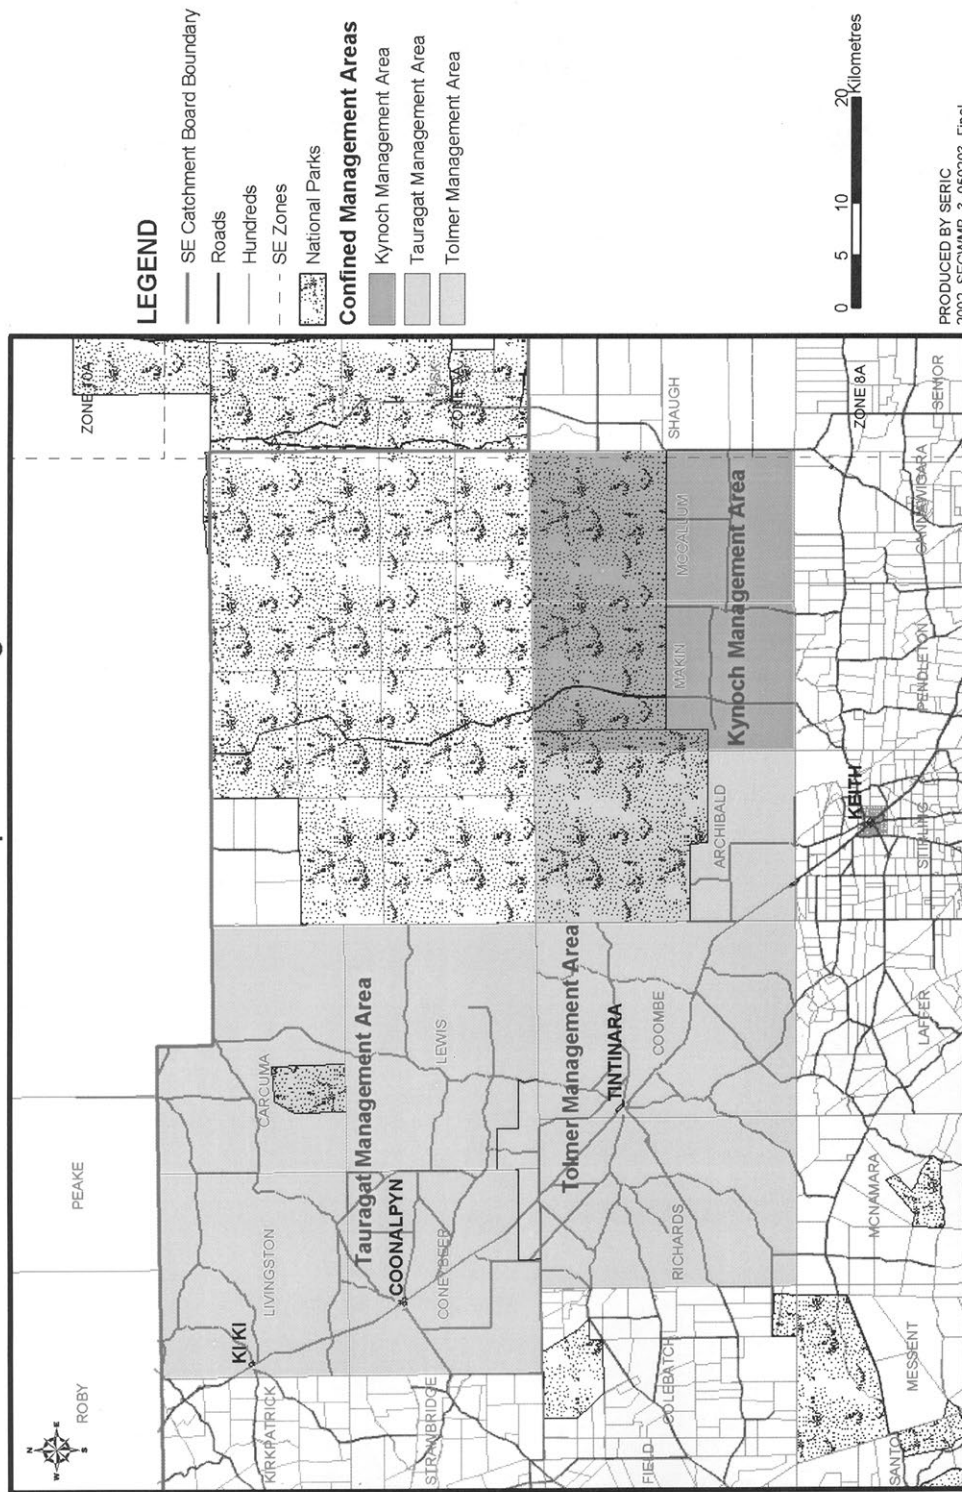 LEGEND
SE Catchment Board Boundary
Roads
Hundreds
SE Zones
National Parks
Confined Management Areas
Kynoch Management Area
Tauragat Management Area
Tolmer Management Area
0 5 10 20
Kilometres
PRODUCED BY SERIC
N
W E
S
ROBY
PEAKE
ZONE 10A
KIRKPATRICK
KI KI
LIVINGSTON
CARCUMA
Tauragat Management Area
STRAWBRIDGE
COONALPYN
CONEYBEER
LEWIS
FIELD
COLEBATCH
RICHARDS
Tolmer Management Area
TINTINARA
COOMBE
ARCHIBALD
MAKIN
MCCALLUM
Kynoch Management Area
SHAUGH
SANTO
MESSENT
MCNAMARA
LAFFER
STIRLING
KEITH
PENDLETON
CANNAWIGARA
ZONE 8A
SENIOR